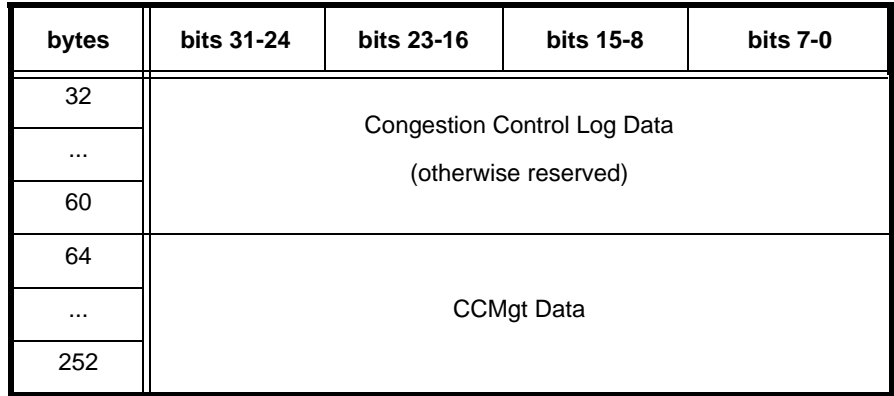 bytes bits 31-24 bits 23-16 bits 15-8 bits 7-0
32
...
60
Congestion Control Log Data
(otherwise reserved)
64
...
252
CCMgt Data